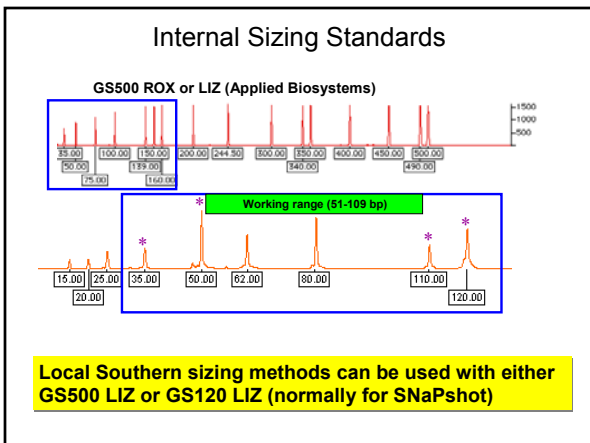 Internal Sizing Standards
GS500 ROX or LIZ (Applied Biosystems)
1500
1000
500
35.00 100.00 150.00 200.00 244.50 300.00 350.00 400.00 450.00 500.00
50.00 139.00 340.00 490.00
75.00 160.00
* Working range (51-109 bp) *
* *
15.00 25.00 35.00 50.00 62.00 80.00 110.00
20.00 120.00
Local Southern sizing methods can be used with either
GS500 LIZ or GS120 LIZ (normally for SNaPshot)